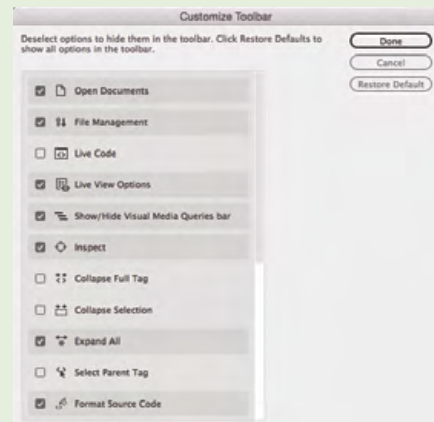 Customize Toolbar
Deselect options to hide them in the toolbar. Click Restore Defaults to
show all options in the toolbar.
Done
Cancel
Restore Default
Open Documents
File Management
Live Code
Live View Options
Show/Hide Visual Media Queries bar
Inspect
Collapse Full Tag
Collapse Selection
Expand All
Select Parent Tag
Format Source Code